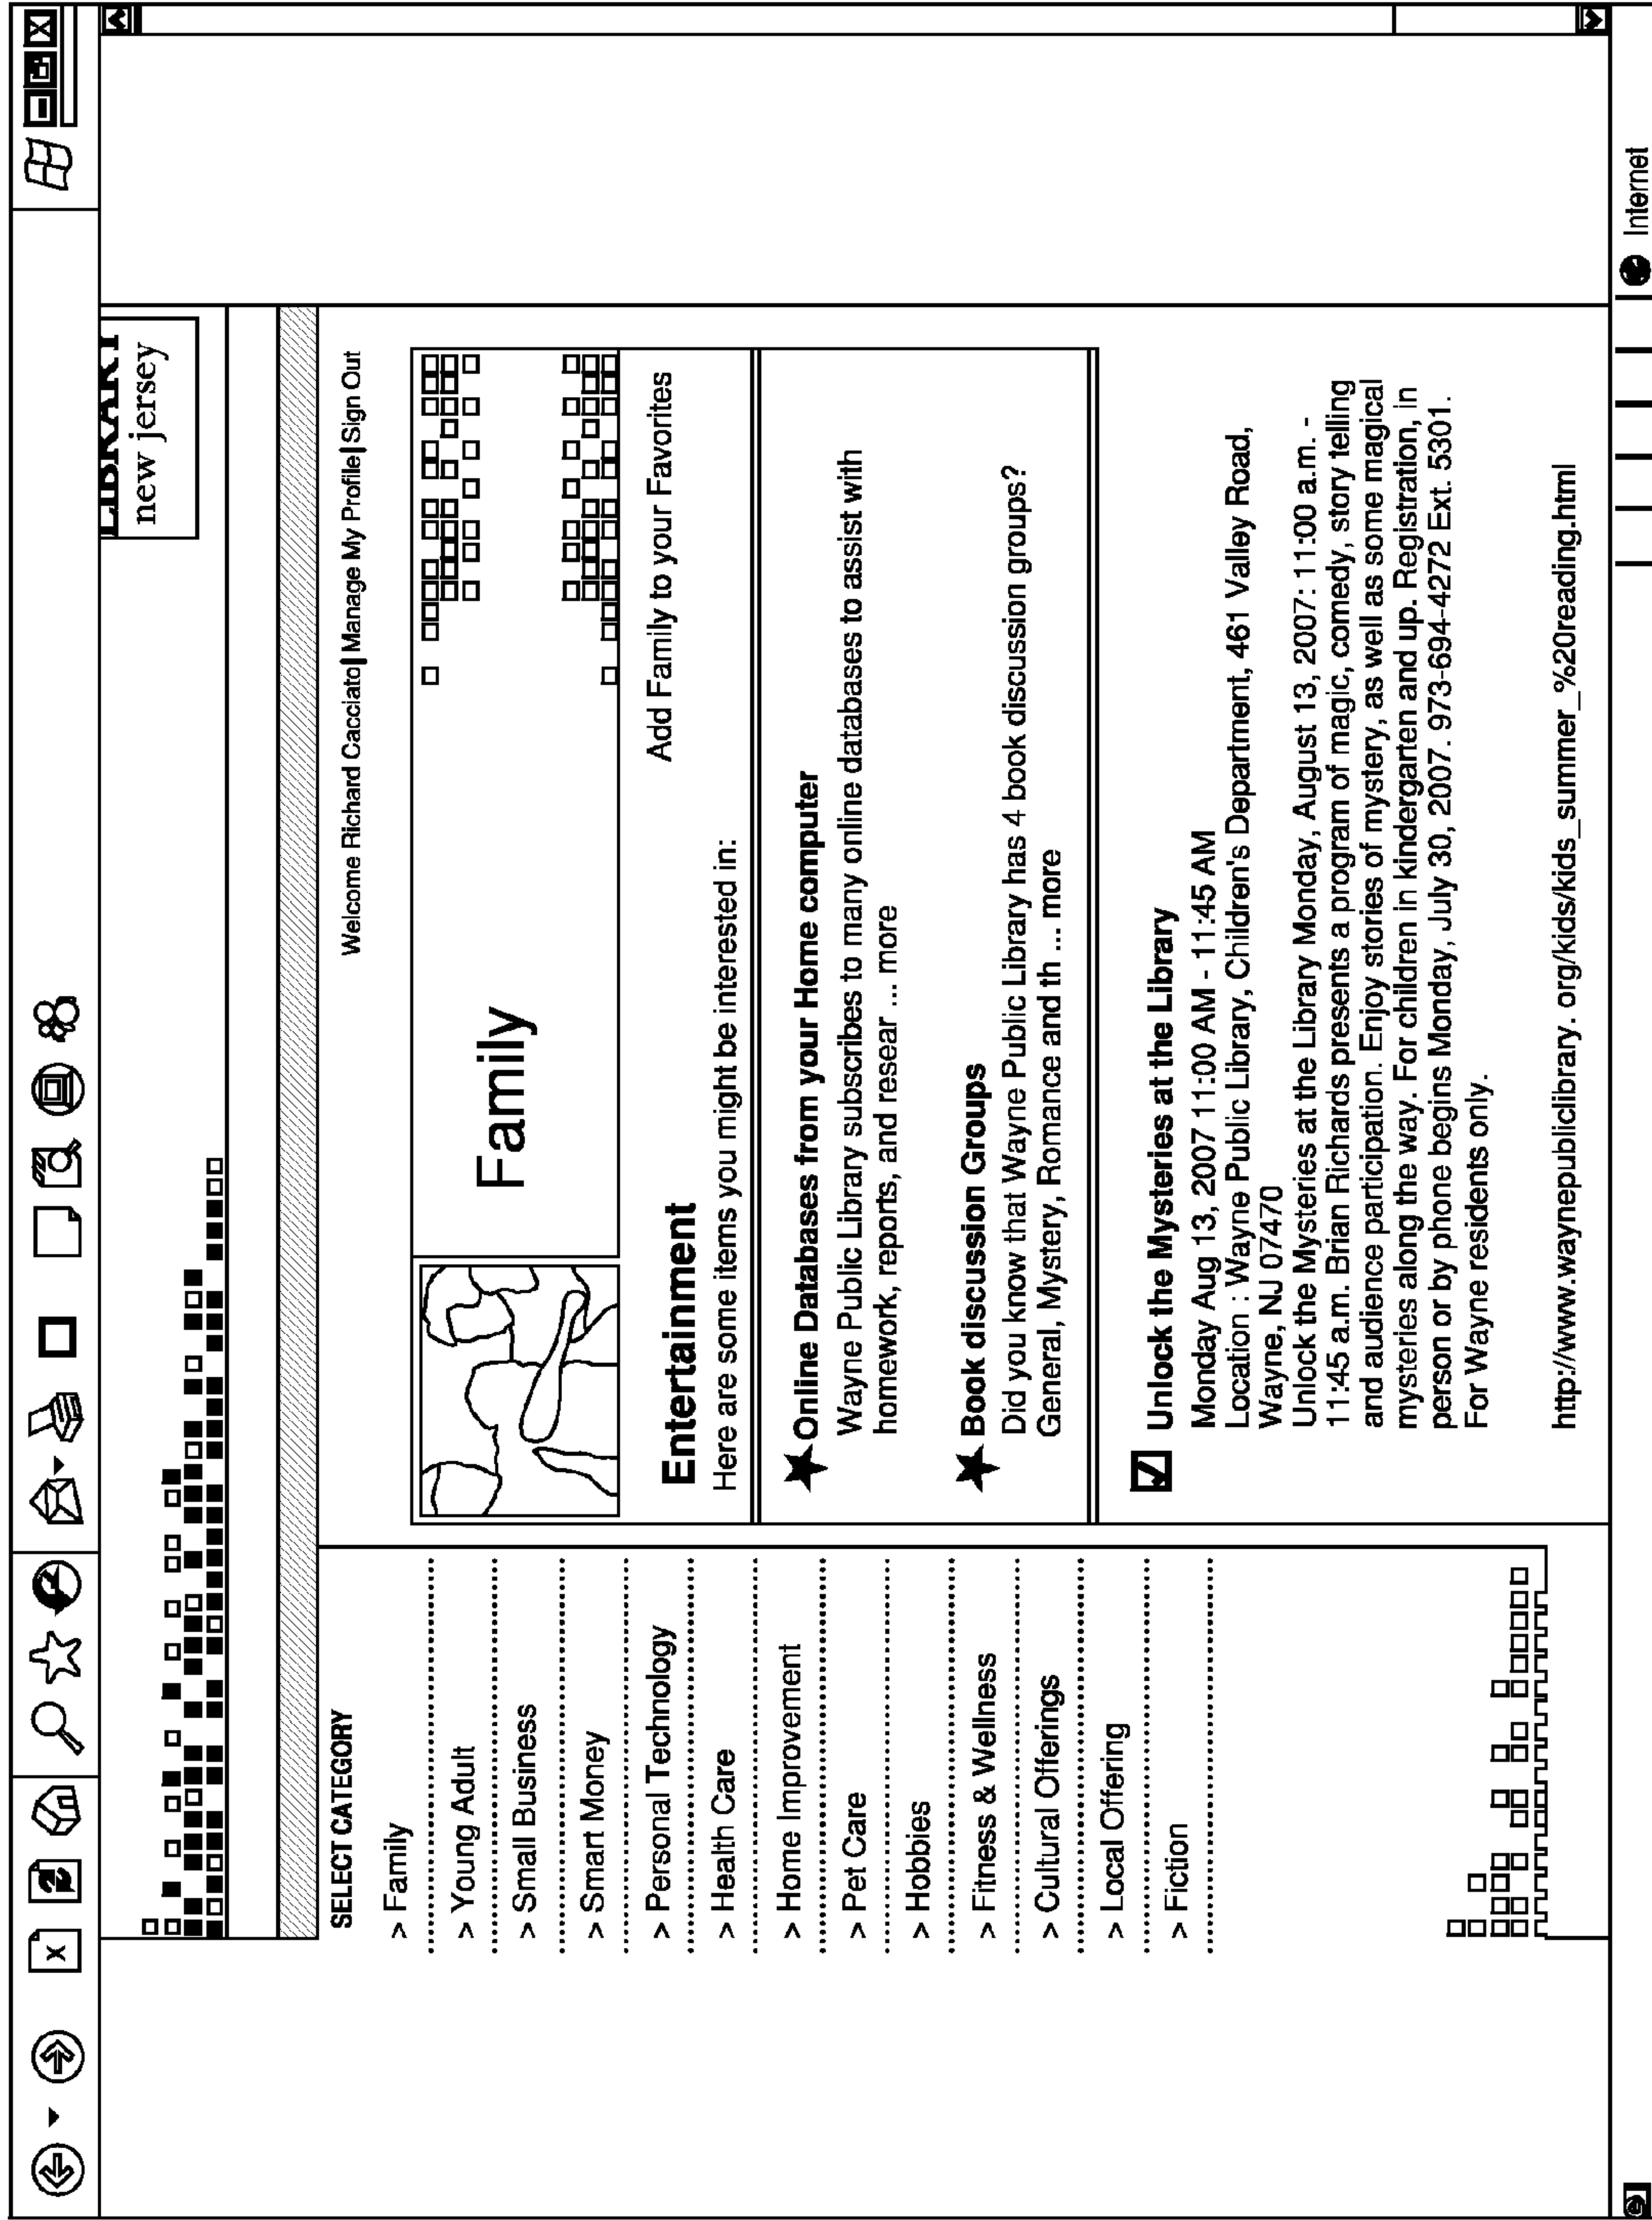 LIBRARY
new jersey
Welcome Richard Cacciato|Manage My Profile|Sign Out
SELECT CATEGORY
> Family
> Young Adult
> Small Business
> Smart Money
> Personal Technology
> Health Care
> Home Improvement
> Pet Care
> Hobbies
> Fitness & Wellness
> Cultural Offerings
> Local Offering
> Fiction
Family
Add Family to your Favorites
Entertainment
Here are some items you might be interested in:
Online Databases from your Home computer
Wayne Public Library subscribes to many online databases to assist with
homework, reports, and resear ... more
Book discussion Groups
Did you know that Wayne Public Library has 4 book discussion groups?
General, Mystery, Romance and th ... more
Unlock the Mysteries at the Library
Monday Aug 13, 2007 11:00 AM - 11:45 AM
Location : Wayne Public Library, Children's Department, 461 Valley Road,
Wayne, NJ 07470
Unlock the Mysteries at the Library Monday, August 13, 2007: 11:00 a.m. -
11:45 a.m. Brian Richards presents a program of magic, comedy, story telling
and audience participation. Enjoy stories of mystery, as well as some magical
mysteries along the way. For children in kindergarten and up. Registration, in
person or by phone begins Monday, July 30, 2007. 973-694-4272 Ext. 5301.
For Wayne residents only.
http://www.waynepubliclibrary. org/kids/kids_summer_%20reading.html
Internet